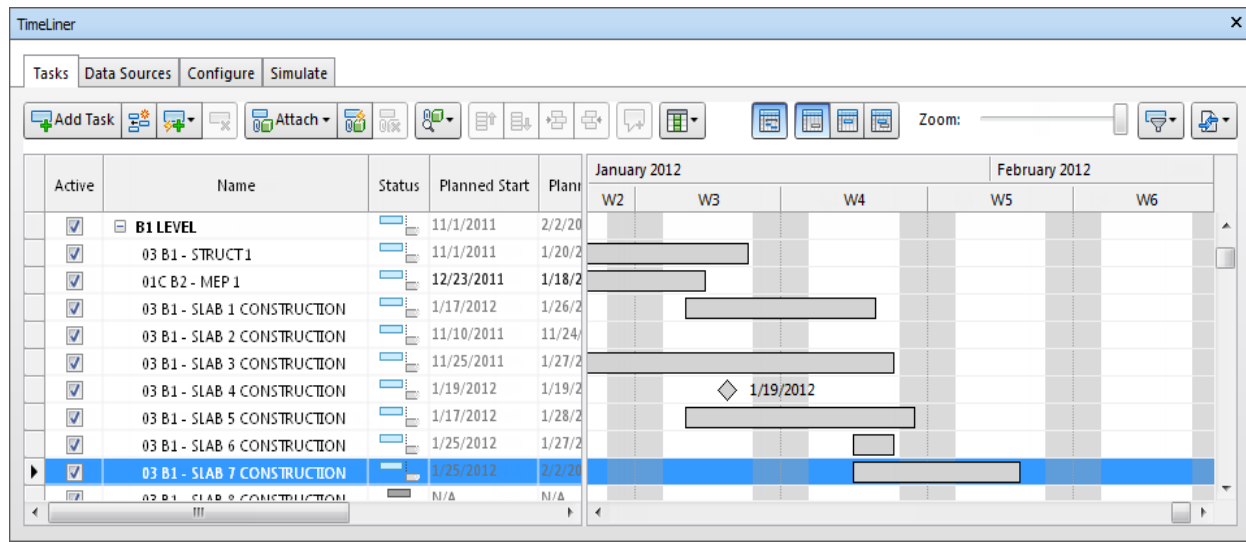 TimeLiner
Tasks Data Sources Configure Simulate
Add Task Attach Zoom:
Active Name Status Planned Start Plann January 2012 February 2012
W2 W3 W4 W5 W6
B1 LEVEL 11/1/2011 2/2/20
03 B1 - STRUCT 1 11/1/2011 1/20/2
01C B2 - MEP 1 12/23/2011 1/18/2
03 B1 - SLAB 1 CONSTRUCTION 1/17/2012 1/26/2
03 B1 - SLAB 2 CONSTRUCTION 11/10/2011 11/24/
03 B1 - SLAB 3 CONSTRUCTION 11/25/2011 1/27/2
03 B1 - SLAB 4 CONSTRUCTION 1/19/2012 1/19/2 1/19/2012
03 B1 - SLAB 5 CONSTRUCTION 1/17/2012 1/28/2
03 B1 - SLAB 6 CONSTRUCTION 1/25/2012 1/27/2
03 B1 - SLAB 7 CONSTRUCTION 1/25/2012 2/2/20
03 B1 - SLAB 8 CONSTRUCTION N/A N/A